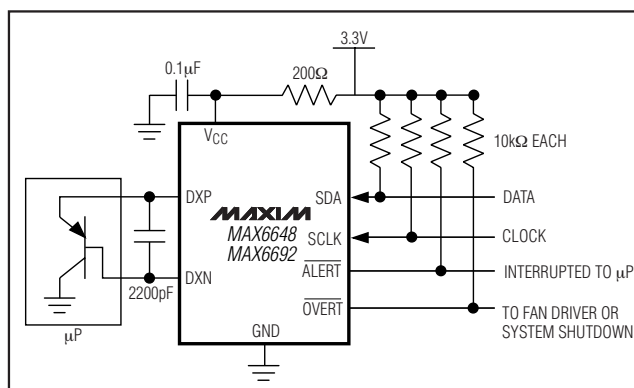 3.3V
0.1µF
200Ω
VCC
10kΩ EACH
DXP
MAXIM
SDA
DATA
MAX6648
MAX6692
SCLK
CLOCK
ALERT
INTERRUPTED TO µP
DXN
2200pF
OVERT
TO FAN DRIVER OR
SYSTEM SHUTDOWN
GND
µP